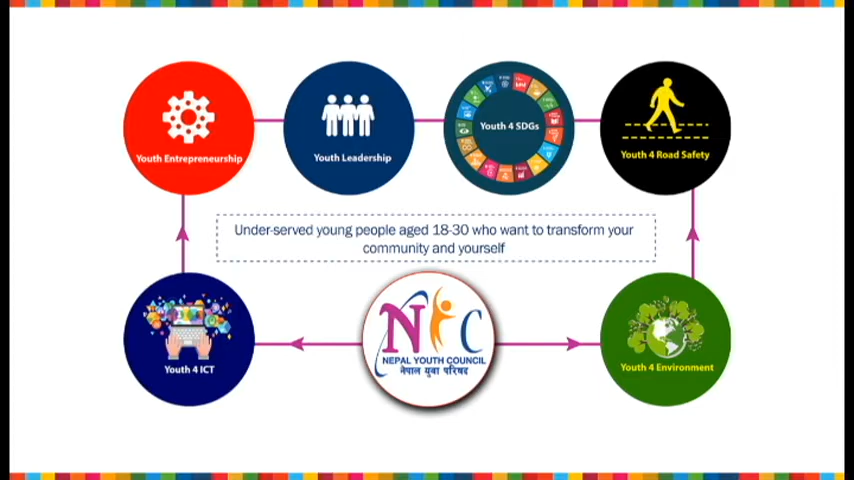 Youth Entrepreneurship
Youth Leadership
Youth 4 SDGs
Youth 4 Road Safety
Under-served young people aged 18-30 who want to transform your
community and yourself
Youth 4 ICT
NYC
NEPAL YOUTH COUNCIL
नेपाल युवा परिषद
Youth 4 Environment